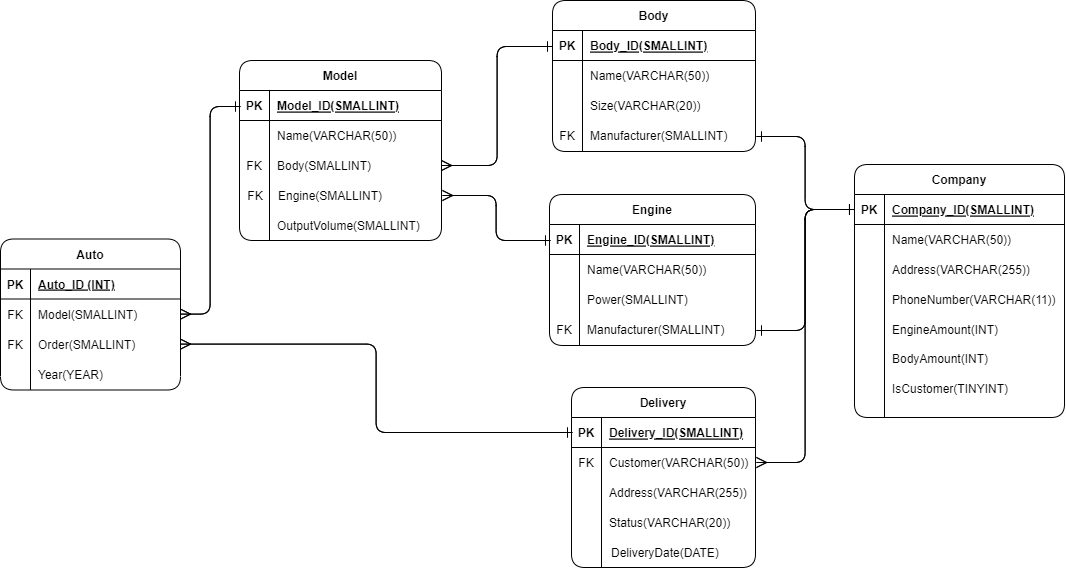 Body
PK Body_ID(SMALLINT)
Name(VARCHAR(50))
Size(VARCHAR(20))
FK Manufacturer(SMALLINT)
Model
PK Model_ID(SMALLINT)
Name(VARCHAR(50))
FK Body(SMALLINT)
FK Engine(SMALLINT)
OutputVolume(SMALLINT)
Company
PK Company_ID(SMALLINT)
Name(VARCHAR(50))
Address(VARCHAR(255))
PhoneNumber(VARCHAR(11))
EngineAmount(INT)
BodyAmount(INT)
IsCustomer(TINYINT)
Engine
PK Engine_ID(SMALLINT)
Name(VARCHAR(50))
Power(SMALLINT)
FK Manufacturer(SMALLINT)
Auto
PK Auto_ID (INT)
FK Model(SMALLINT)
FK Order(SMALLINT)
Year(YEAR)
Delivery
PK Delivery_ID(SMALLINT)
FK Customer(VARCHAR(50))
Address(VARCHAR(255))
Status(VARCHAR(20))
DeliveryDate(DATE)